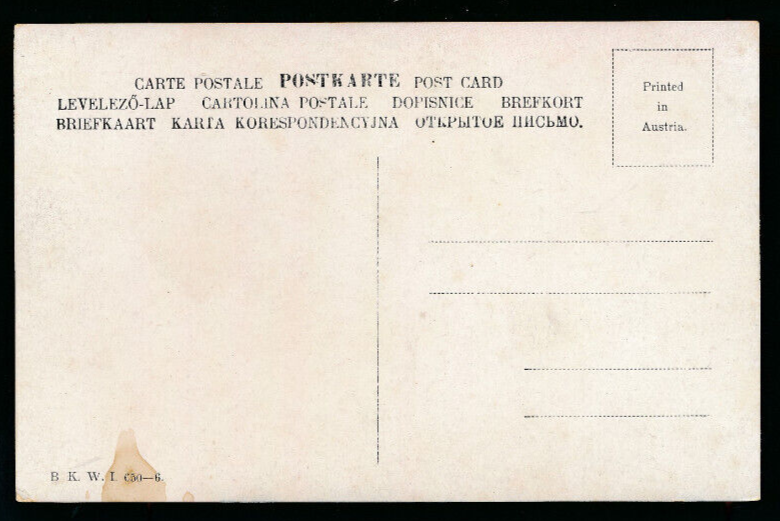 CARTE POSTALE POSTKARTE POST CARD
LEVELEZŐ-LAP CARTOLINA POSTALE DOPISNICE BREFKORT
BRIEFKAART KARTA KORESPONDENCYJNA ОТКРЫТОЕ ПИСЬМО.
Printed
in
Austria.
B K. W. I. 650—6.